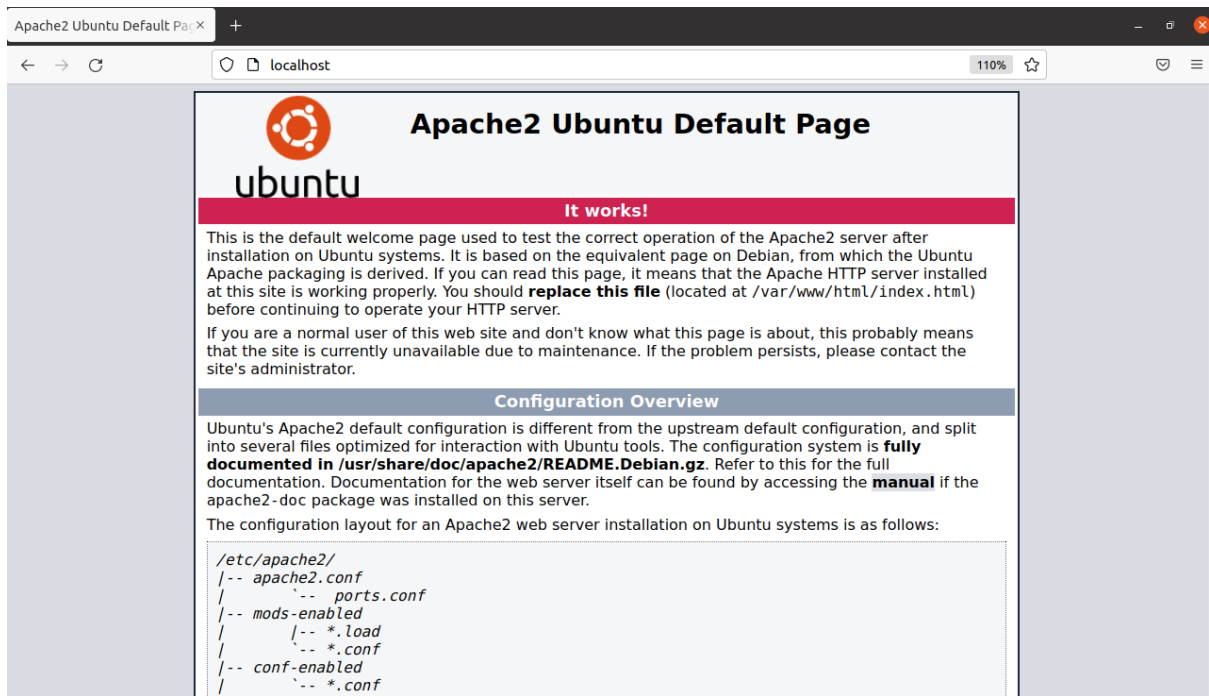 Apache2 Ubuntu Default Pag
localhost
110%
ubuntu
Apache2 Ubuntu Default Page
It works!
This is the default welcome page used to test the correct operation of the Apache2 server after
installation on Ubuntu systems. It is based on the equivalent page on Debian, from which the Ubuntu
Apache packaging is derived. If you can read this page, it means that the Apache HTTP server installed
at this site is working properly. You should replace this file (located at /var/www/html/index.html)
before continuing to operate your HTTP server.
If you are a normal user of this web site and don't know what this page is about, this probably means
that the site is currently unavailable due to maintenance. If the problem persists, please contact the
site's administrator.
Configuration Overview
Ubuntu's Apache2 default configuration is different from the upstream default configuration, and split
into several files optimized for interaction with Ubuntu tools. The configuration system is fully
documented in /usr/share/doc/apache2/README.Debian.gz. Refer to this for the full
documentation. Documentation for the web server itself can be found by accessing the manual if the
apache2-doc package was installed on this server.
The configuration layout for an Apache2 web server installation on Ubuntu systems is as follows:
/etc/apache2/
|-- apache2.conf
|       `--  ports.conf
|-- mods-enabled
|       |-- *.load
|       `-- *.conf
|-- conf-enabled
|       `-- *.conf